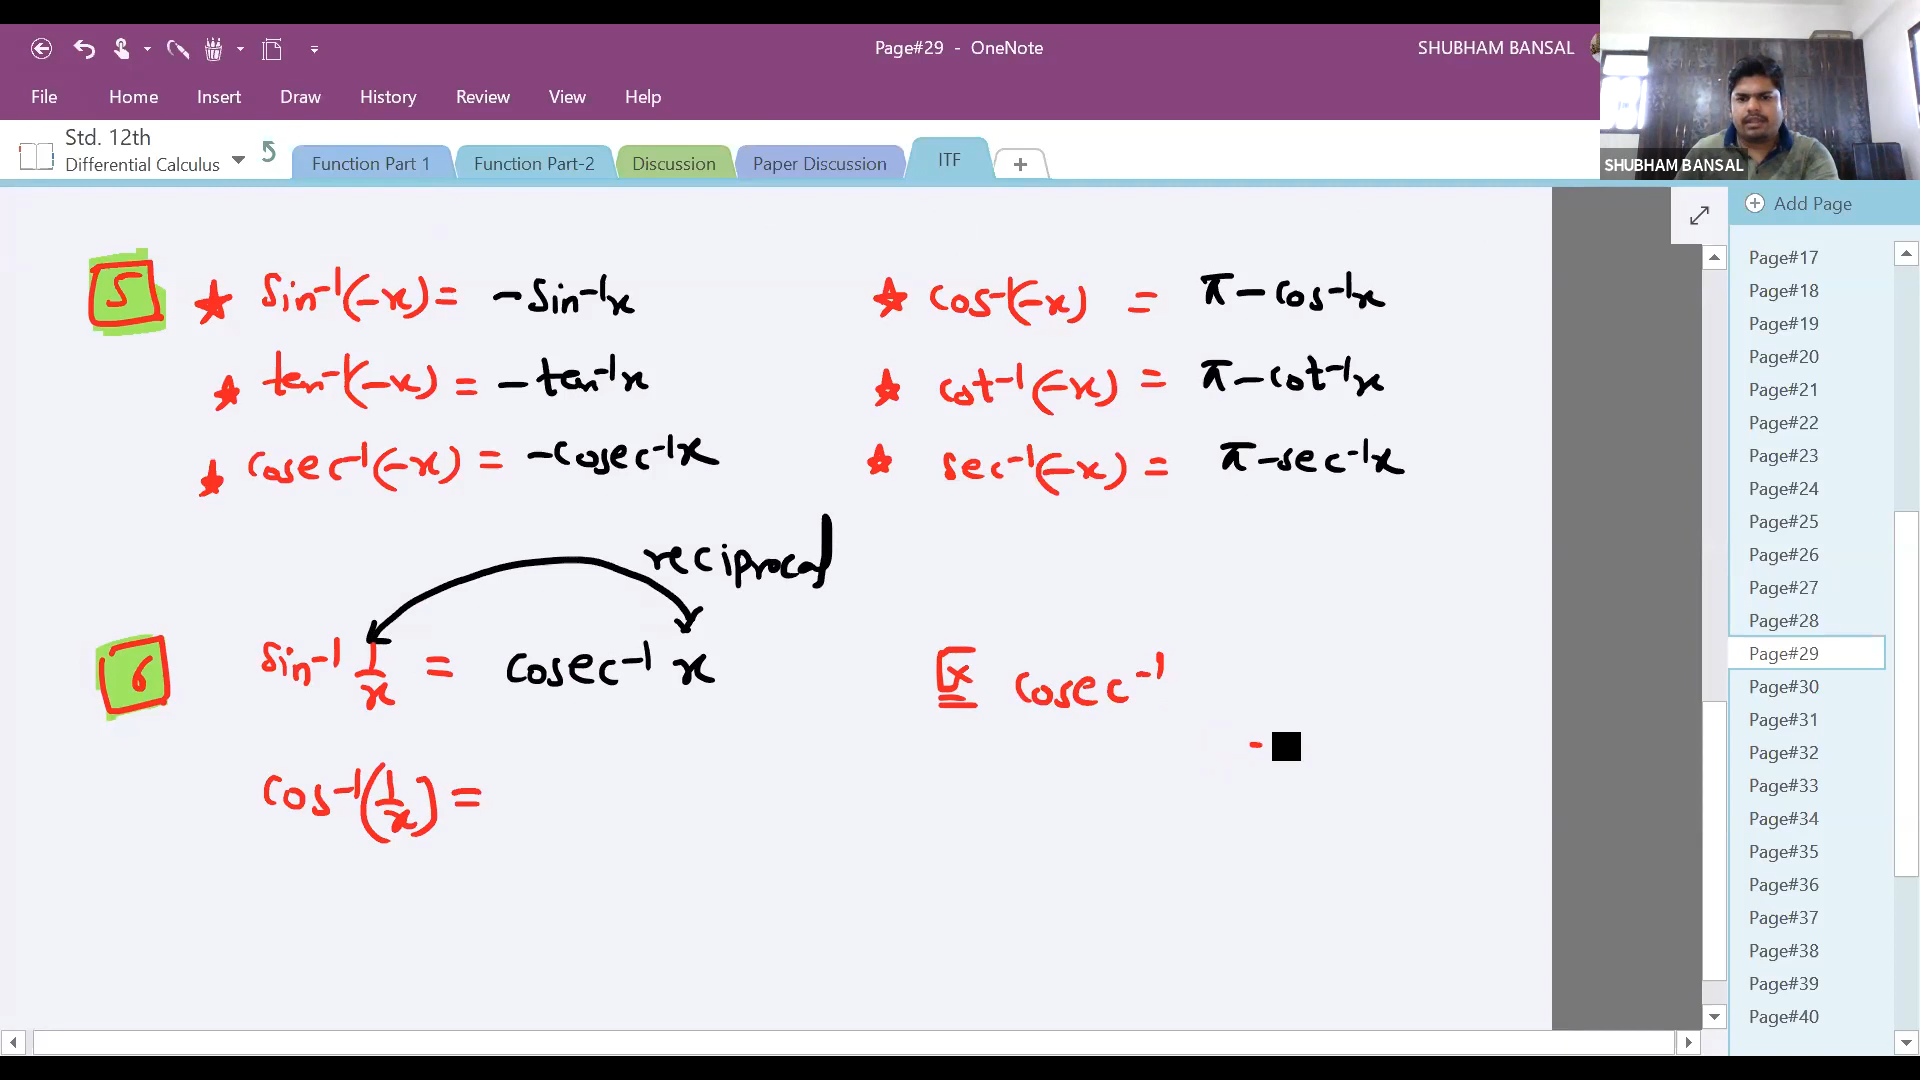 Page#29 - OneNote
SHUBHAM BANSAL
File Home Insert Draw History Review View Help
Std. 12th
Differential Calculus
Function Part 1
Function Part-2
Discussion
Paper Discussion
ITF
SHUBHAM BANSAL
Add Page
5 ★ sin⁻¹(-x) = -sin⁻¹x
★ cos⁻¹(-x) = π - cos⁻¹x
★ tan⁻¹(-x) = -tan⁻¹x
★ cot⁻¹(-x) = π - cot⁻¹x
★ cosec⁻¹(-x) = -cosec⁻¹x
★ sec⁻¹(-x) = π - sec⁻¹x
reciprocal
6 sin⁻¹ 1/x = cosec⁻¹ x
Ex cosec⁻¹
-
cos⁻¹(1/x) =
Page#17
Page#18
Page#19
Page#20
Page#21
Page#22
Page#23
Page#24
Page#25
Page#26
Page#27
Page#28
Page#29
Page#30
Page#31
Page#32
Page#33
Page#34
Page#35
Page#36
Page#37
Page#38
Page#39
Page#40